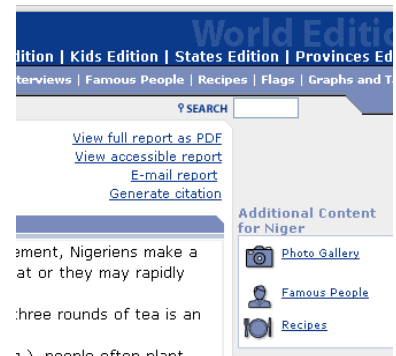 World Editio
dition | Kids Edition | States Edition | Provinces Ed
terviews | Famous People | Recipes | Flags | Graphs and T
SEARCH
View full report as PDF
View accessible report
E-mail report
Generate citation
Additional Content
for Niger
Photo Gallery
Famous People
Recipes
ement, Nigeriens make a
at or they may rapidly
three rounds of tea is an
people often plant